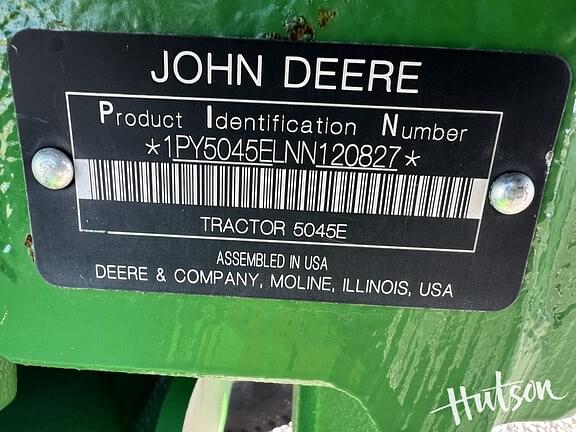 JOHN DEERE
Product Identification Number
*1PY5045ELNN120827*
TRACTOR 5045E
ASSEMBLED IN USA
DEERE & COMPANY, MOLINE, ILLINOIS, USA
Hutson